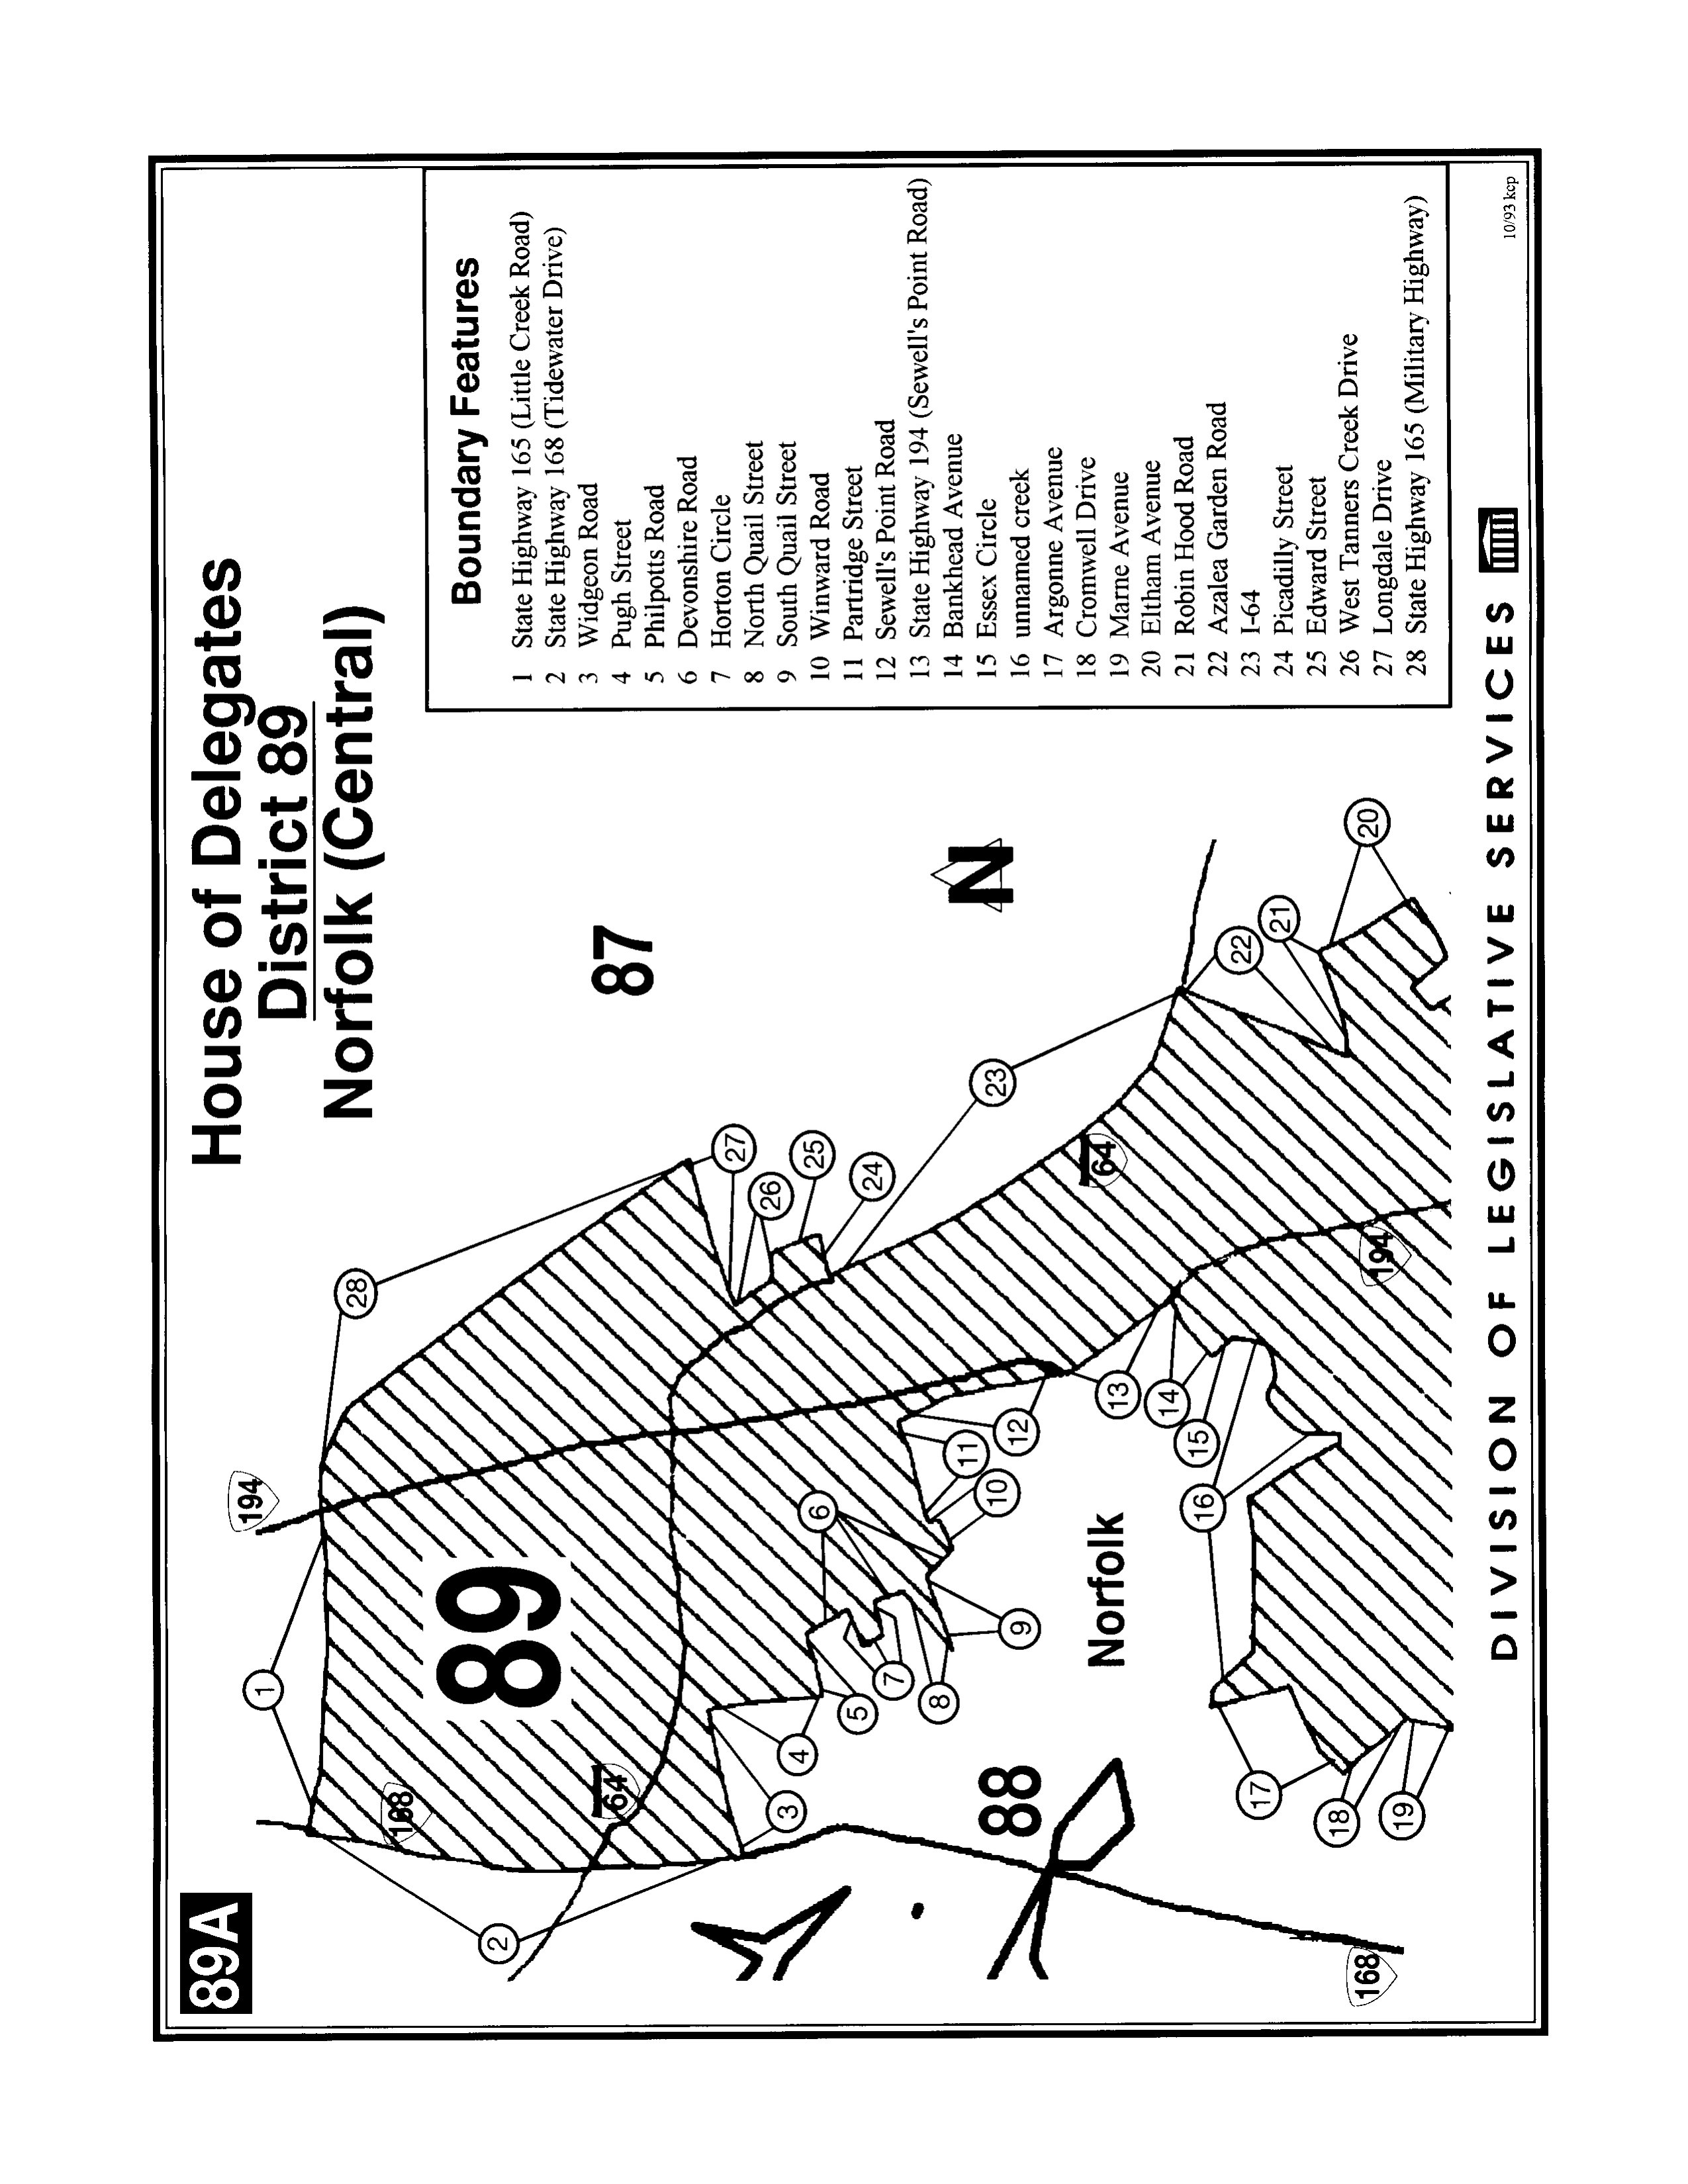 89A
House of Delegates
District 89
Norfolk (Central)
Boundary Features
1 State Highway 165 (Little Creek Road)
2 State Highway 168 (Tidewater Drive)
3 Widgeon Road
4 Pugh Street
5 Philpotts Road
6 Devonshire Road
7 Horton Circle
8 North Quail Street
9 South Quail Street
10 Winward Road
11 Partridge Street
12 Sewell's Point Road
13 State Highway 194 (Sewell's Point Road)
14 Bankhead Avenue
15 Essex Circle
16 unnamed creek
17 Argonne Avenue
18 Cromwell Drive
19 Marne Avenue
20 Eltham Avenue
21 Robin Hood Road
22 Azalea Garden Road
23 I-64
24 Picadilly Street
25 Edward Street
26 West Tanners Creek Drive
27 Longdale Drive
28 State Highway 165 (Military Highway)
194
1
28
168
89
2
64
87
27
26
25
24
3
4
5
6
7
8
9
10
11
12
23
N
88
Norfolk
13
14
15
16
64
22
21
20
17
18
19
194
168
DIVISION OF LEGISLATIVE SERVICES
10/93 kcp